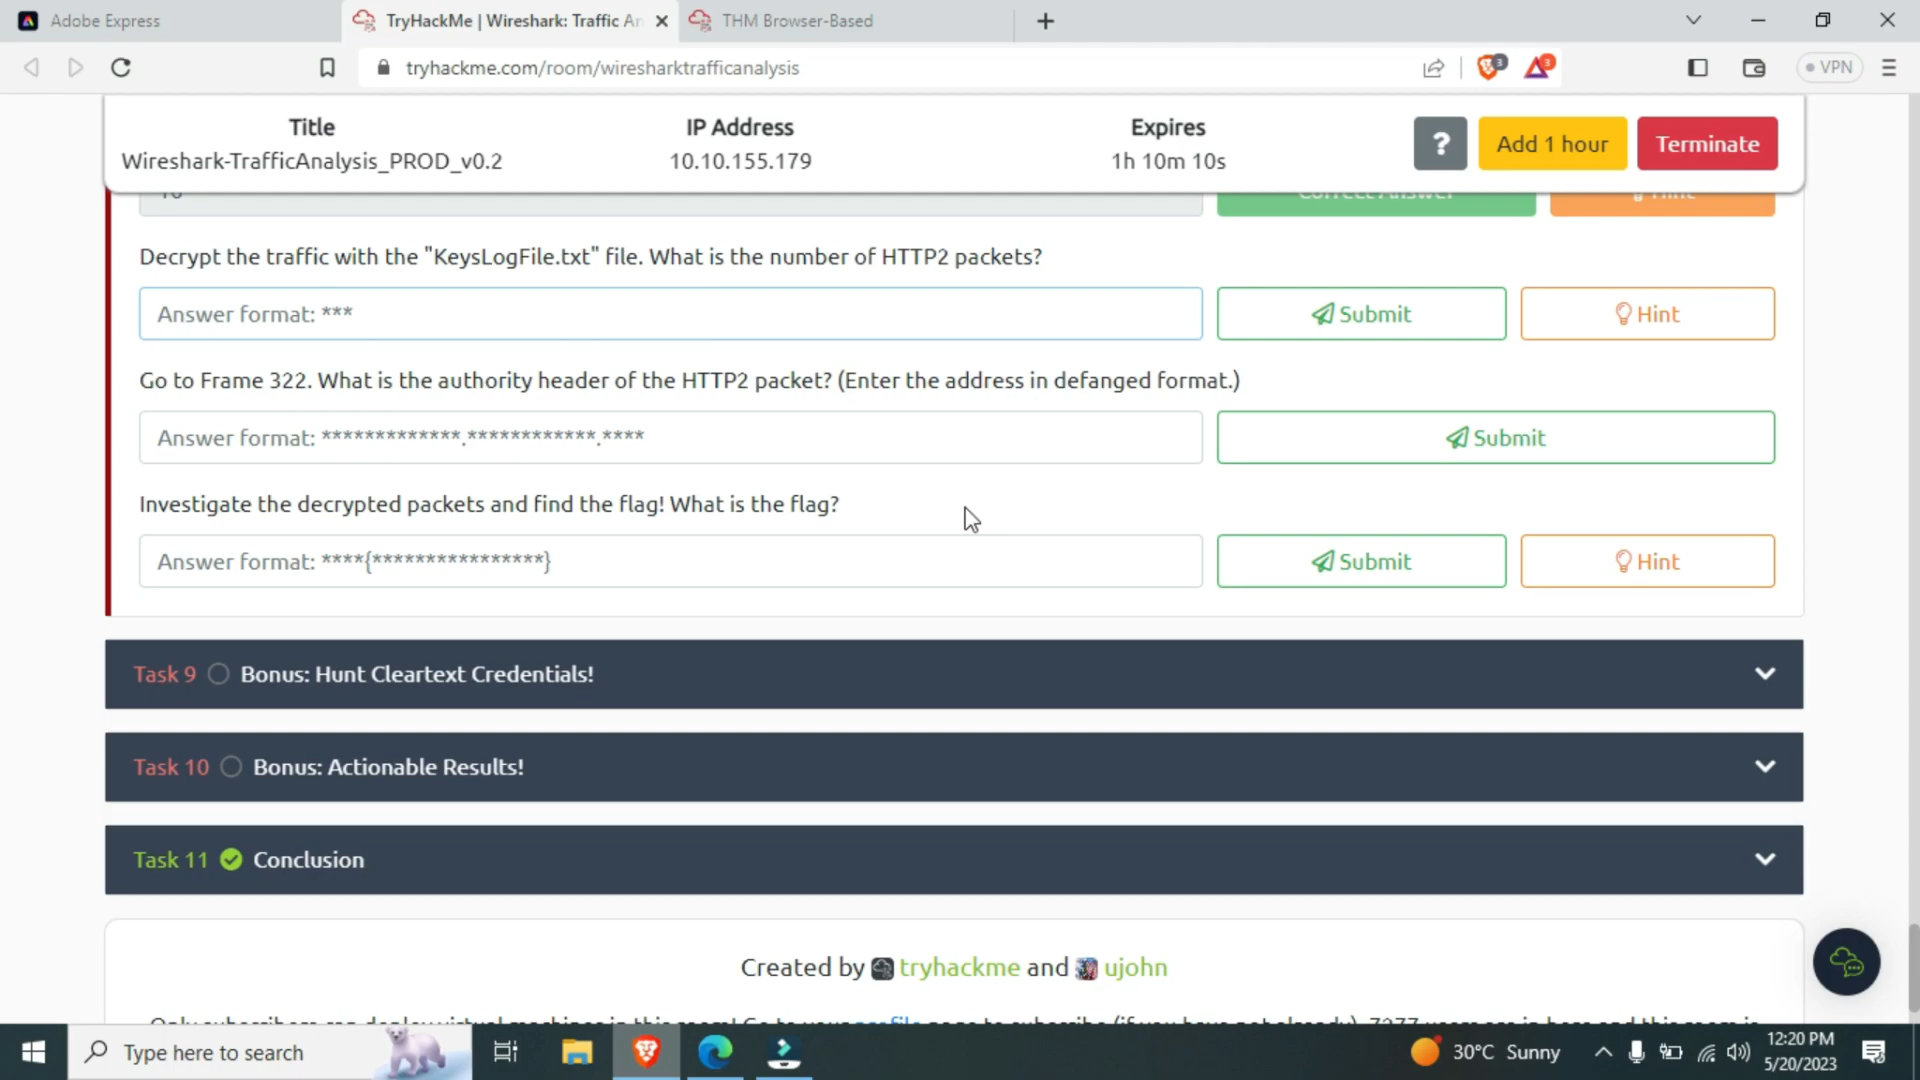 Adobe Express
TryHackMe | Wireshark: Traffic An
THM Browser-Based
tryhackme.com/room/wiresharktrafficanalysis
3
3
VPN
Title
IP Address
Expires
Wireshark-TrafficAnalysis_PROD_v0.2
10.10.155.179
1h 10m 10s
?
Add 1 hour
Terminate
Decrypt the traffic with the "KeysLogFile.txt" file. What is the number of HTTP2 packets?
Answer format: ***
Submit
Hint
Go to Frame 322. What is the authority header of the HTTP2 packet? (Enter the address in defanged format.)
Answer format: *************.************.****
Submit
Investigate the decrypted packets and find the flag! What is the flag?
Answer format: ****{****************}
Submit
Hint
Task 9 Bonus: Hunt Cleartext Credentials!
Task 10 Bonus: Actionable Results!
Task 11 Conclusion
Created by tryhackme and ujohn
Type here to search
30°C Sunny
12:20 PM
5/20/2023